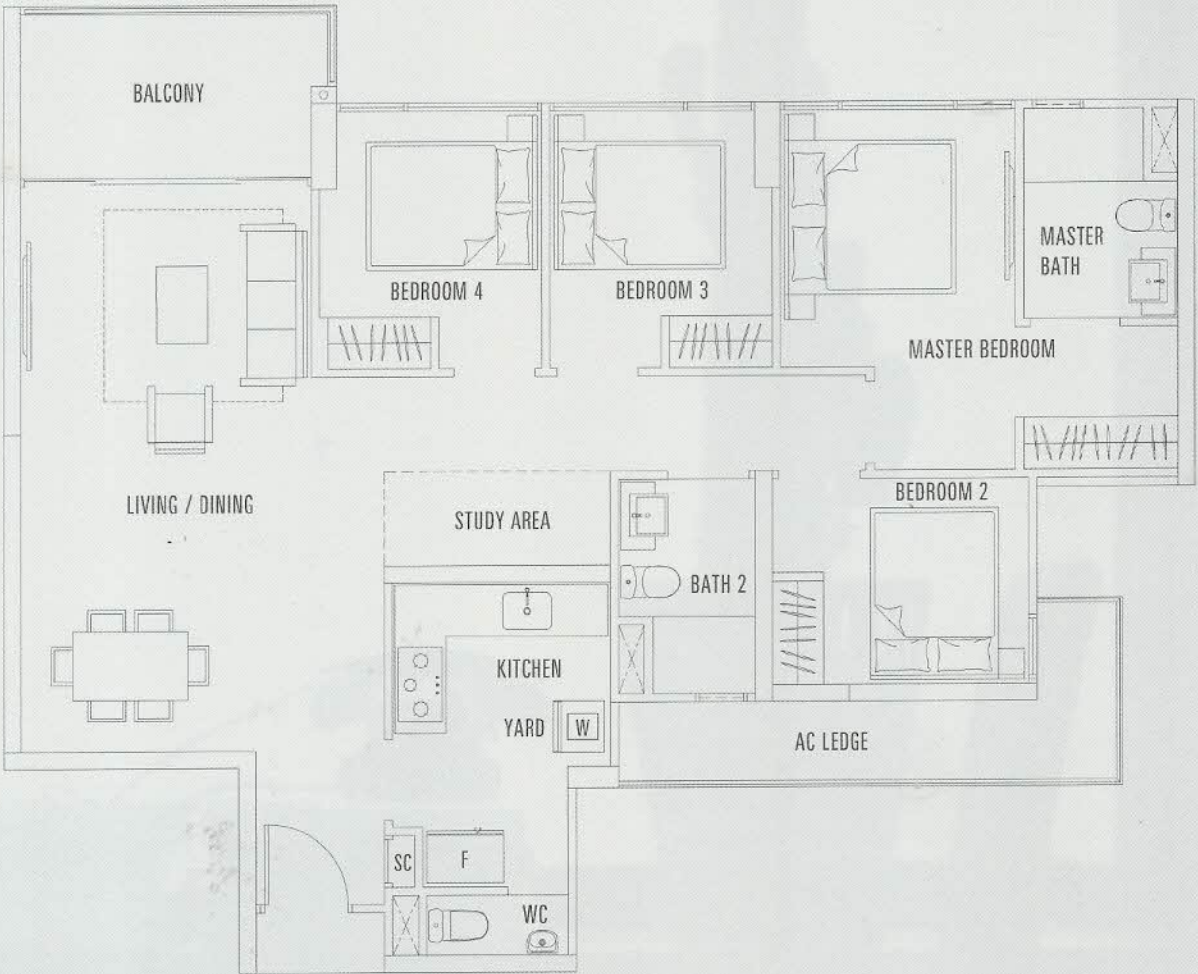 BALCONY
BEDROOM 4
BEDROOM 3
MASTER
BATH
MASTER BEDROOM
LIVING / DINING
STUDY AREA
BEDROOM 2
BATH 2
KITCHEN
YARD
W
AC LEDGE
SC
F
WC